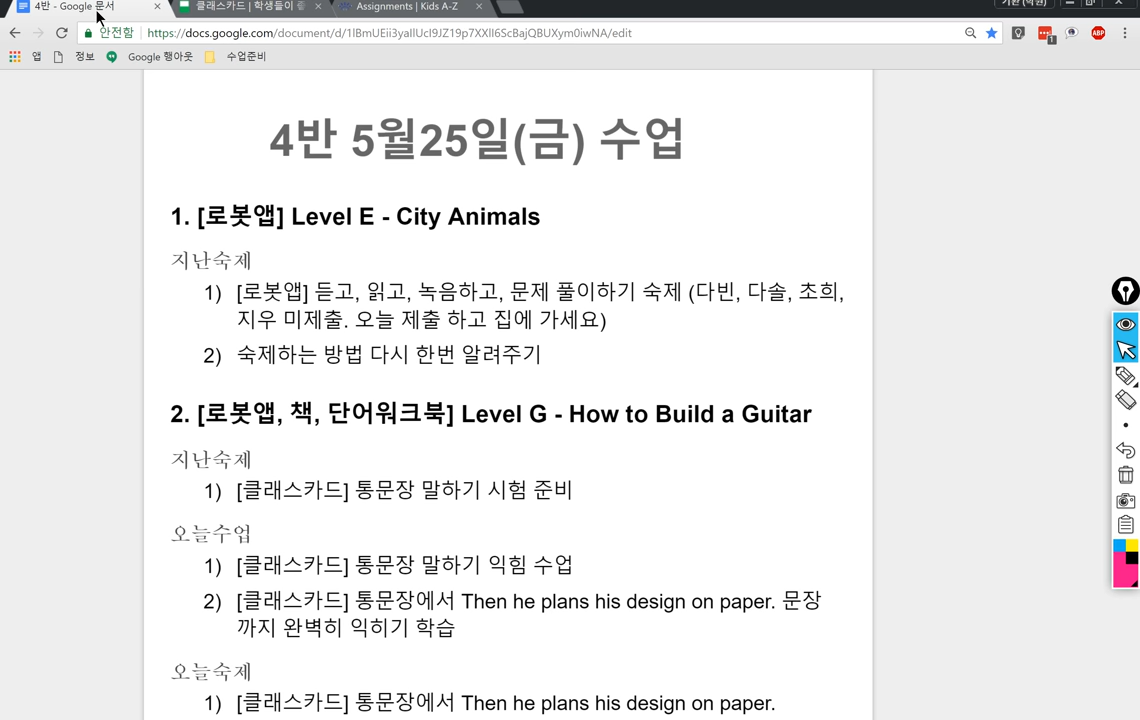 4반 - Google 문서
클래스카드 | 학생들이
Assignments | Kids A-Z
안전함
https://docs.google.com/document/d/1lBmUEii3yaIlUcI9JZ19p7XXlI6ScBajQBUXym0iwNA/edit
앱
정보
Google 행아웃
수업준비
1
ABP
4반 5월25일(금) 수업
1. [로봇앱] Level E - City Animals
지난숙제
1) [로봇앱] 듣고, 읽고, 녹음하고, 문제 풀이하기 숙제 (다빈, 다솔, 초희,
지우 미제출. 오늘 제출 하고 집에 가세요)
2) 숙제하는 방법 다시 한번 알려주기
2. [로봇앱, 책, 단어워크북] Level G - How to Build a Guitar
지난숙제
1) [클래스카드] 통문장 말하기 시험 준비
오늘수업
1) [클래스카드] 통문장 말하기 익힘 수업
2) [클래스카드] 통문장에서 Then he plans his design on paper. 문장
까지 완벽히 익히기 학습
오늘숙제
1) [클래스카드] 통문장에서 Then he plans his design on paper.